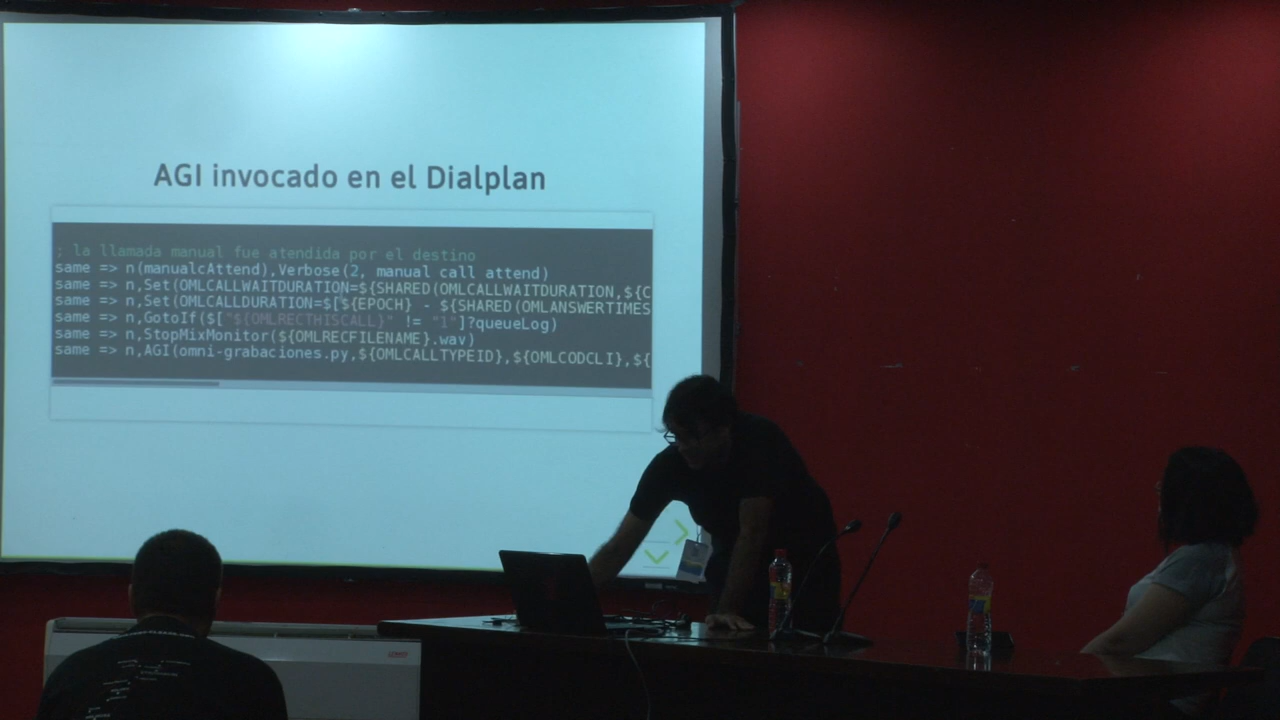 AGI invocado en el Dialplan
; la llamada manual fue atendida por el destino
same => n(manualcAttend),Verbose(2, manual call attend)
same => n,Set(OMLCALLWAITDURATION=${SHARED(OMLCALLWAITDURATION,${C
same => n,Set(OMLCALLDURATION=$[${EPOCH} - ${SHARED(OMLANSWERTIMES
same => n,GotoIf($["${OMLRECTHISCALL}" != "1"]?queueLog)
same => n,StopMixMonitor(${OMLRECFILENAME}.wav)
same => n,AGI(omni-grabaciones.py,${OMLCALLTYPEID},${OMLCODCLI},${